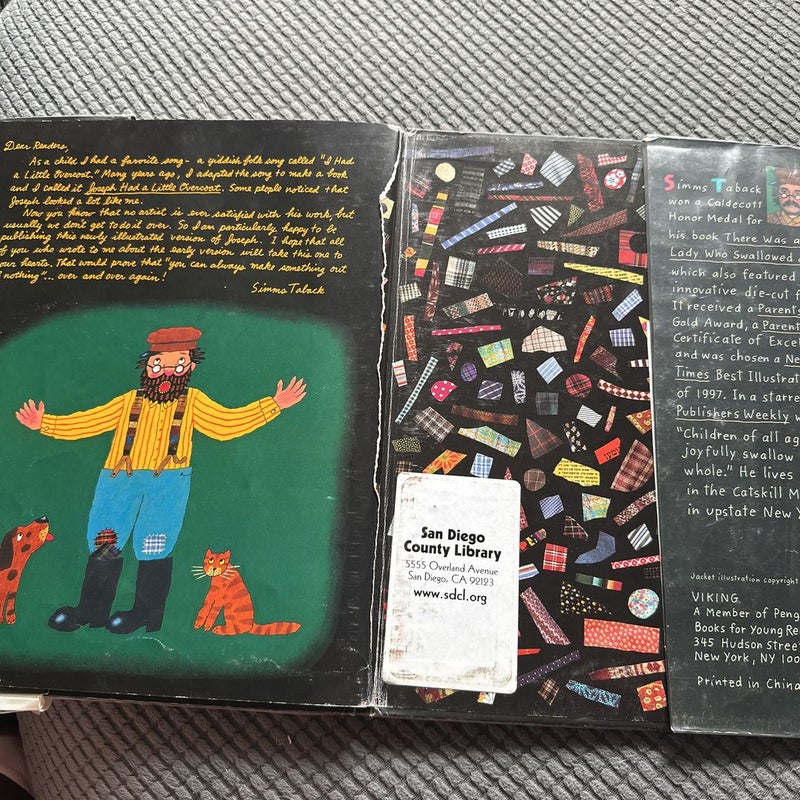 Dear Readers,
As a child I had a favorite song - a yiddish folk song called "I Had
a Little Overcoat." Many years ago, I adapted the song to make a book
and I called it Joseph Had a Little Overcoat. Some people noticed that
Joseph looked a lot like me.
Now you know that no artist is ever satisfied with his work, but
usually we don't get to do it over. So I am particularly happy to be
publishing this newly illustrated version of Joseph. I hope that all
of you who wrote to me about the early version will take this one to
your hearts. That would prove that "you can always make something out
of nothing"... over and over again!
Simms Taback
San Diego
County Library
5555 Overland Avenue
San Diego, CA 92123
www.sdcl.org
Simms Taback
won a Caldecott
Honor Medal for
his book There Was a
Lady Who Swallowed
which also featured
innovative die-cut
It received a Parents
Gold Award, a Parent
Certificate of Excel
and was chosen a Ne
Times Best Illustrat
of 1997. In a starre
Publishers Weekly
"Children of all ag
joyfully swallow
whole." He lives
in the Catskill M
in upstate New
Jacket illustration copyright
VIKING
A Member of Peng
Books for Young Re
345 Hudson Street
New York, NY 100
Printed in China